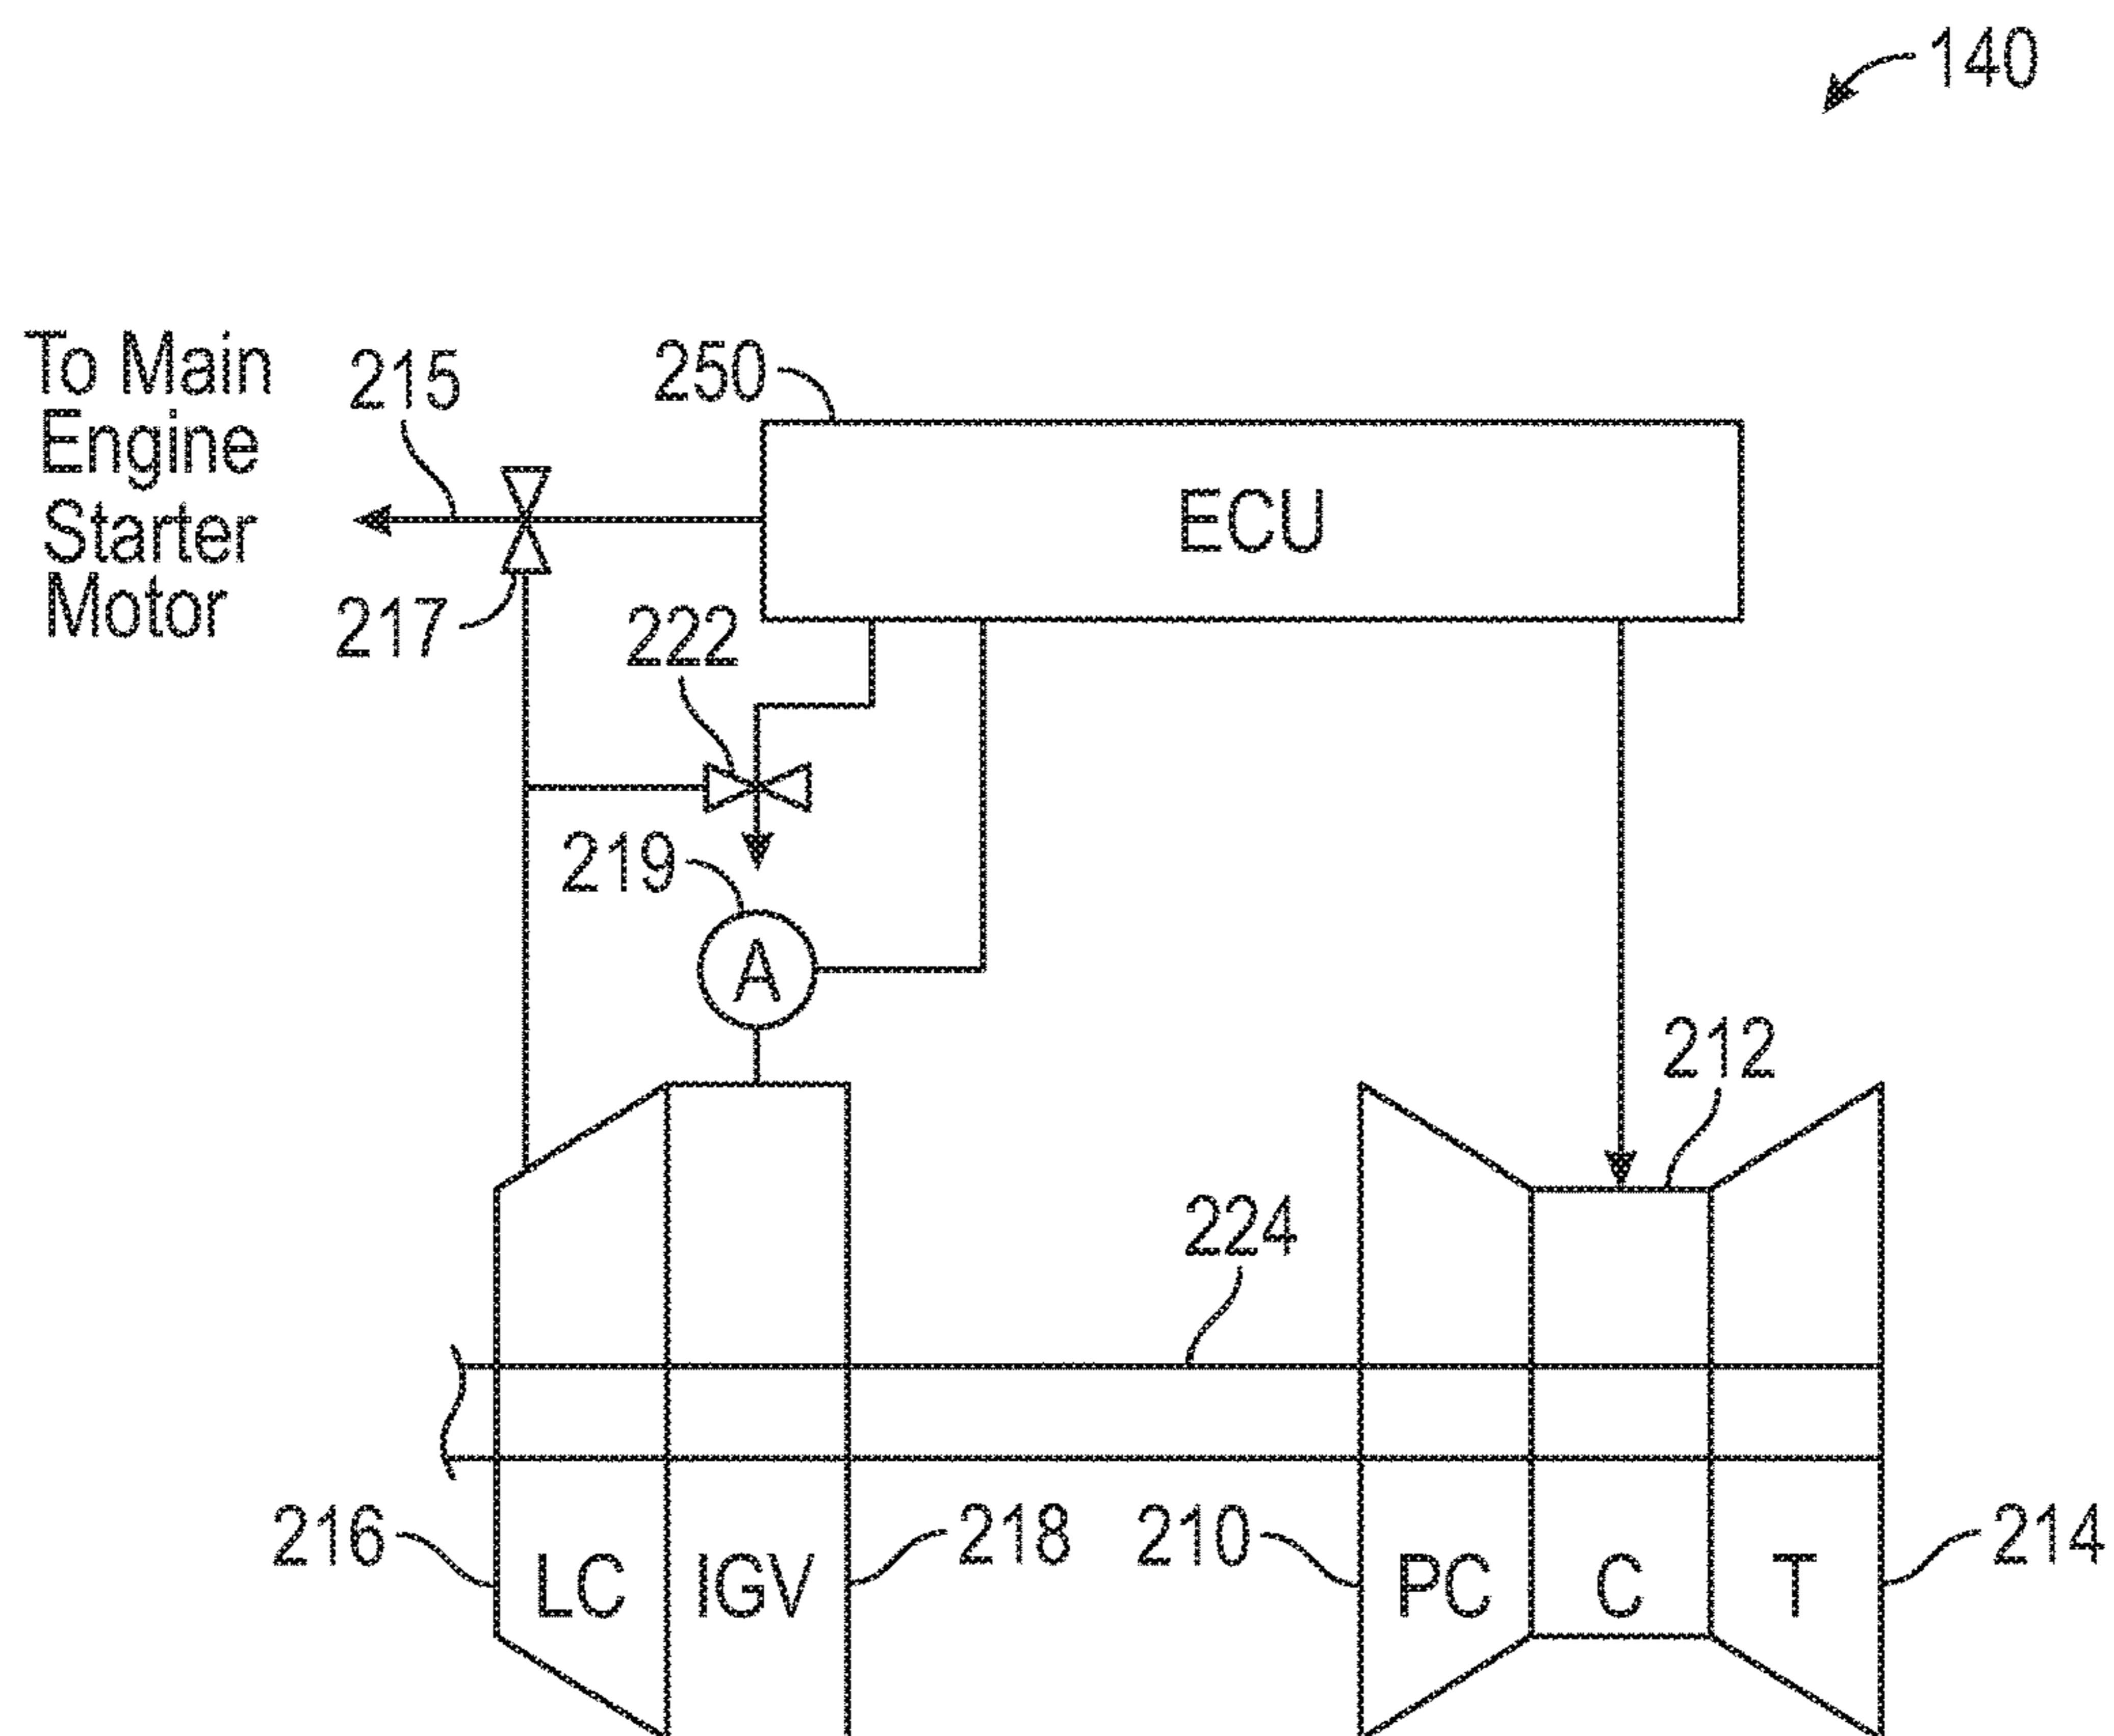 140
To Main
Engine
Starter
Motor
215
250
ECU
217
222
219
A
212
224
216
LC
IGV
218
210
PC
C
T
214